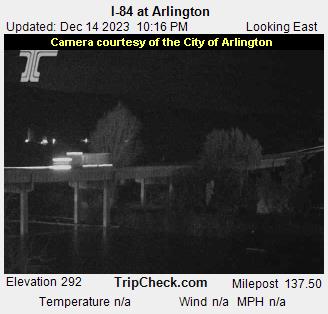 I-84 at Arlington
Updated: Dec 14 2023 10:16 PM Looking East
Camera courtesy of the City of Arlington
Elevation 292 TripCheck.com Milepost 137.50
Temperature n/a Wind n/a MPH n/a